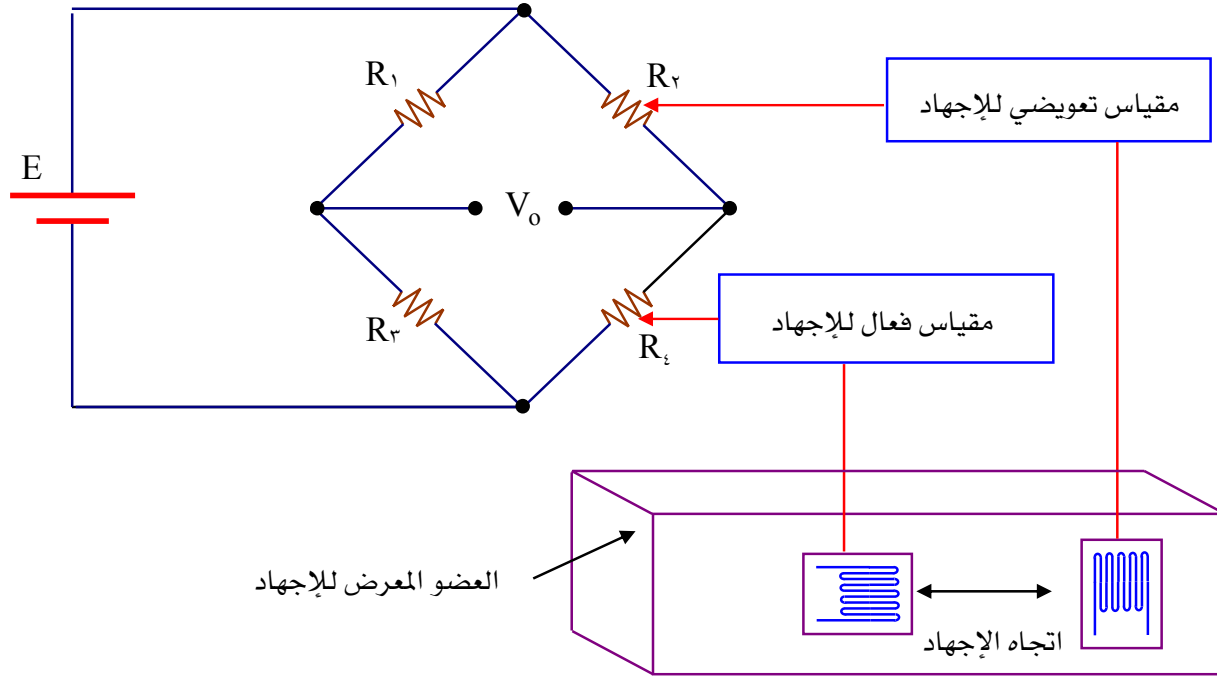 R١
R٢
مقياس تعويضي للإجهاد
E
Vo
R٣
R٤
مقياس فعال للإجهاد
العضو المعرض للإجهاد
اتجاه الإجهاد